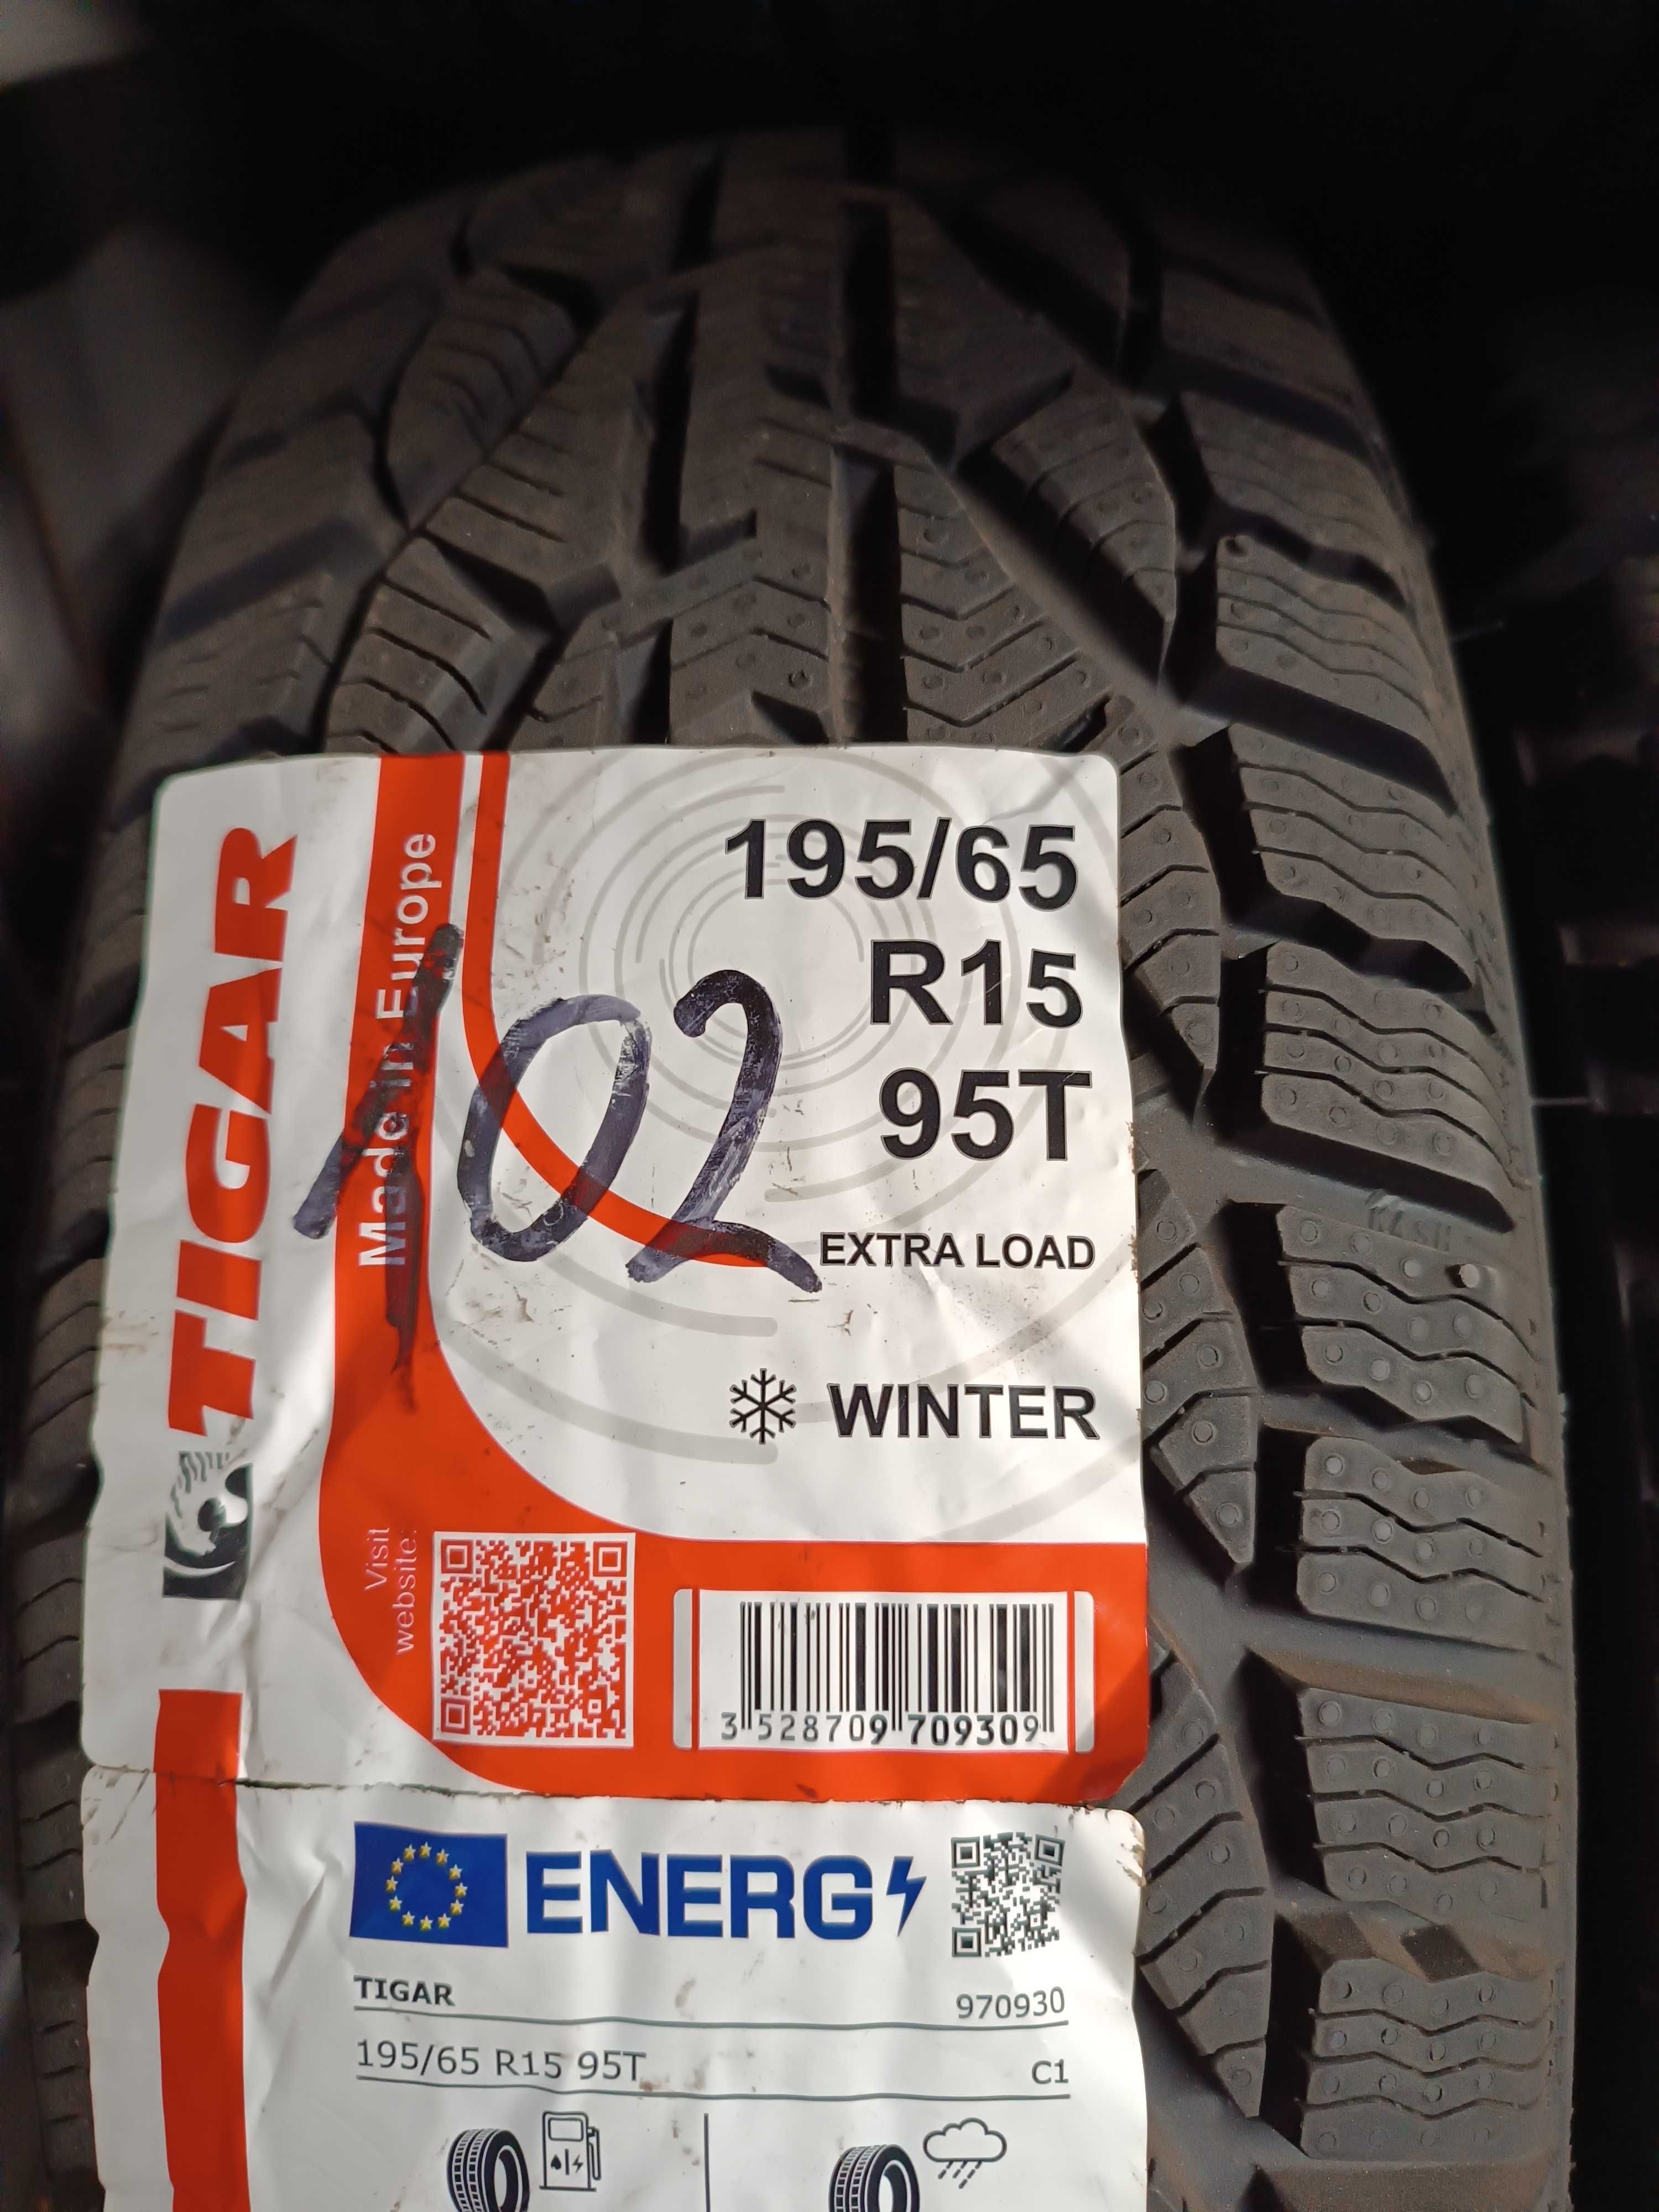 TIGAR
Made in Europe
195/65
R15
95T
102
EXTRA LOAD
WINTER
Visit
website:
3 528709 709309
ENERG
TIGAR 970930
195/65 R15 95T C1